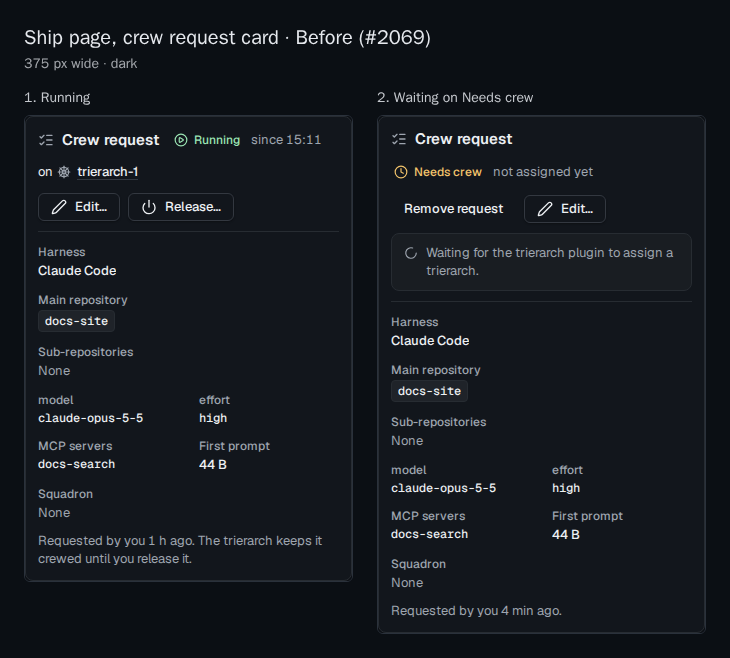 Ship page, crew request card · Before (#2069)
375 px wide · dark
1. Running
Crew request Running since 15:11
on trierarch-1
Edit... Release...
Harness
Claude Code
Main repository
docs-site
Sub-repositories
None
model effort
claude-opus-5-5 high
MCP servers First prompt
docs-search 44 B
Squadron
None
Requested by you 1 h ago. The trierarch keeps it
crewed until you release it.
2. Waiting on Needs crew
Crew request
Needs crew not assigned yet
Remove request Edit...
Waiting for the trierarch plugin to assign a
trierarch.
Harness
Claude Code
Main repository
docs-site
Sub-repositories
None
model effort
claude-opus-5-5 high
MCP servers First prompt
docs-search 44 B
Squadron
None
Requested by you 4 min ago.